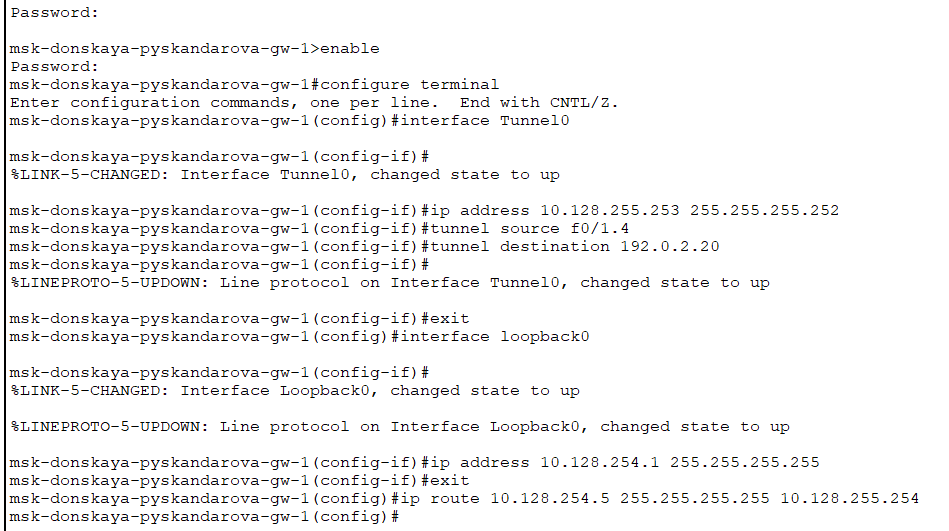 Password:
msk-donskaya-pyskandarova-gw-1>enable
Password:
msk-donskaya-pyskandarova-gw-1#configure terminal
Enter configuration commands, one per line.  End with CNTL/Z.
msk-donskaya-pyskandarova-gw-1(config)#interface Tunnel0
msk-donskaya-pyskandarova-gw-1(config-if)#
%LINK-5-CHANGED: Interface Tunnel0, changed state to up
msk-donskaya-pyskandarova-gw-1(config-if)#ip address 10.128.255.253 255.255.255.252
msk-donskaya-pyskandarova-gw-1(config-if)#tunnel source f0/1.4
msk-donskaya-pyskandarova-gw-1(config-if)#tunnel destination 192.0.2.20
msk-donskaya-pyskandarova-gw-1(config-if)#
%LINEPROTO-5-UPDOWN: Line protocol on Interface Tunnel0, changed state to up
msk-donskaya-pyskandarova-gw-1(config-if)#exit
msk-donskaya-pyskandarova-gw-1(config)#interface loopback0
msk-donskaya-pyskandarova-gw-1(config-if)#
%LINK-5-CHANGED: Interface Loopback0, changed state to up
%LINEPROTO-5-UPDOWN: Line protocol on Interface Loopback0, changed state to up
msk-donskaya-pyskandarova-gw-1(config-if)#ip address 10.128.254.1 255.255.255.255
msk-donskaya-pyskandarova-gw-1(config-if)#exit
msk-donskaya-pyskandarova-gw-1(config)#ip route 10.128.254.5 255.255.255.255 10.128.255.254
msk-donskaya-pyskandarova-gw-1(config)#